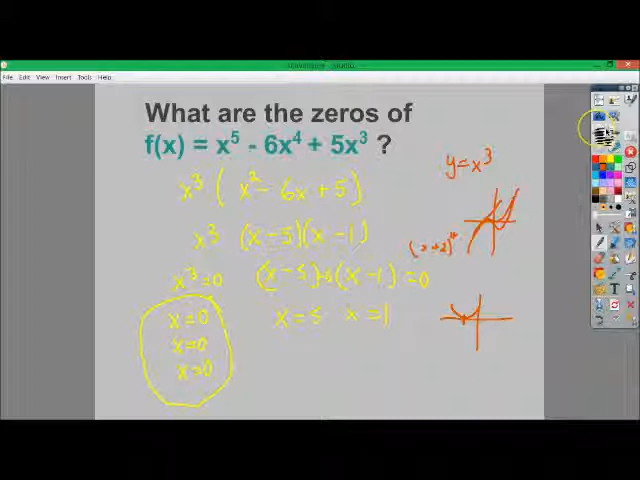 File Edit View Insert Tools Help
What are the zeros of
f(x) = x⁵ - 6x⁴ + 5x³ ?
y=x³
x³ ( x² - 6x + 5 )
x³ (x-5)(x-1)
x³=0 (x-5) (x-1) =0
x=0
x=0
x=0
x=5 x=1